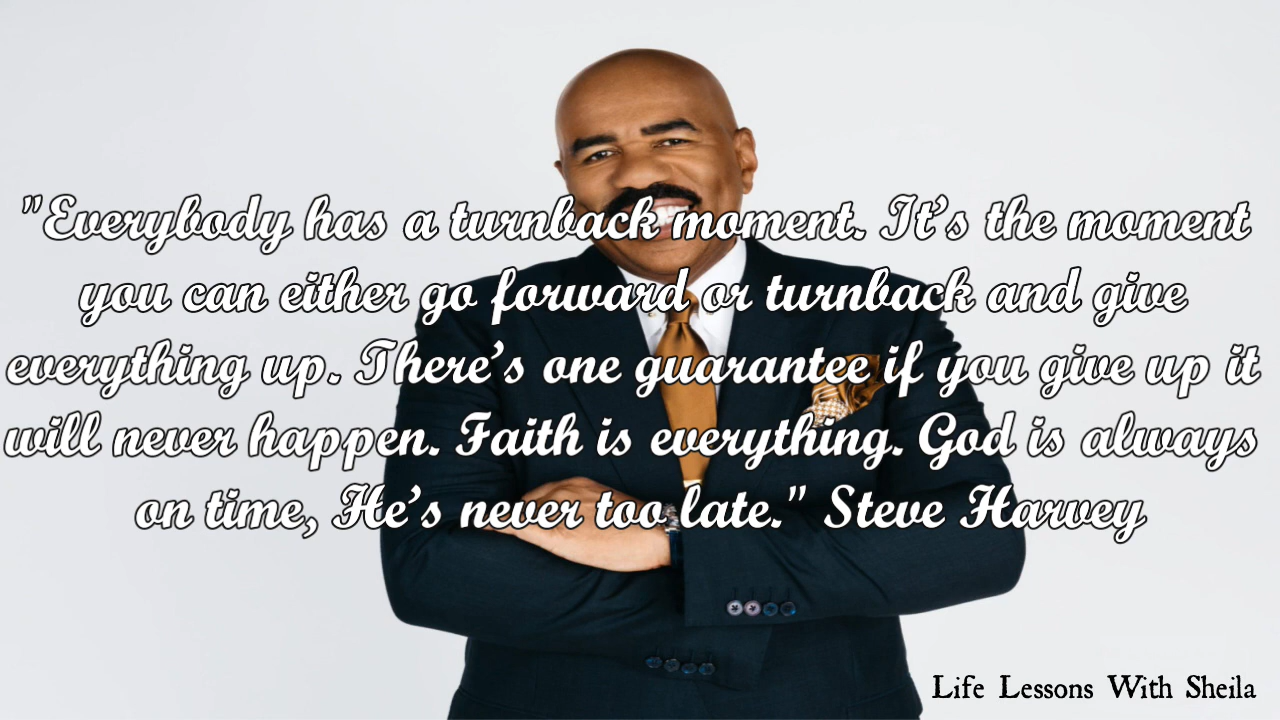 "Everybody has a turnback moment. It's the moment
you can either go forward or turnback and give
everything up. There's one guarantee if you give up it
will never happen. Faith is everything. God is always
on time, He's never too late." Steve Harvey
Life Lessons With Sheila